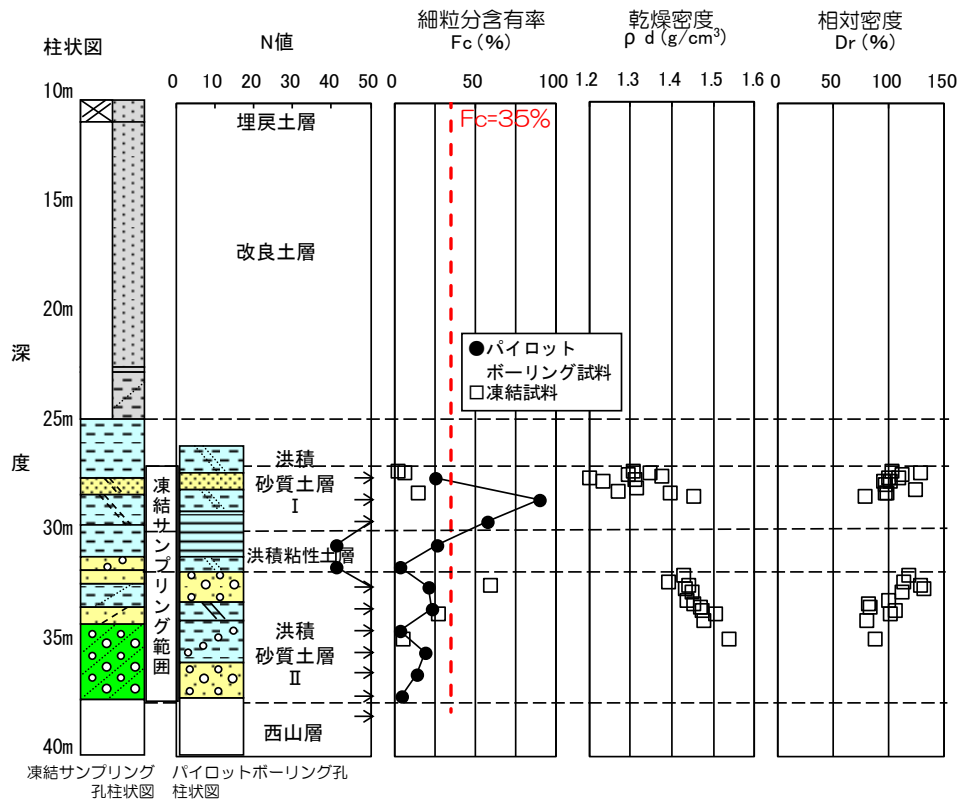 柱状図
N値
細粒分含有率
Fc (%)
乾燥密度
ρ d (g/cm³)
相対密度
Dr (%)
0 10 20 30 40 50
0 50 100
1.2 1.3 1.4 1.5 1.6
0 50 100 150
10m
15m
20m
25m
30m
35m
40m
深
度
埋戻土層
Fc=35%
改良土層
パイロット
ボーリング試料
凍結試料
洪積
砂質土層
I
洪積粘性土層
洪積
砂質土層
Ⅱ
西山層
凍結サンプリング範囲
凍結サンプリング
孔柱状図
パイロットボーリング孔
柱状図